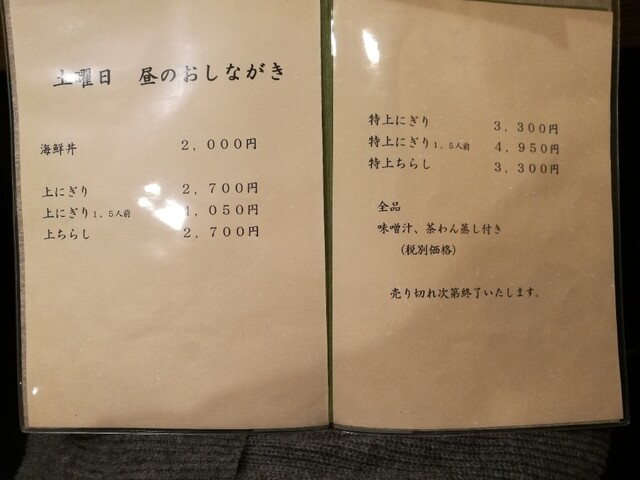 土曜日 昼のおしながき
海鮮丼 2,000円
上にぎり 2,700円
上にぎり1,5人前 4,050円
上ちらし 2,700円
特上にぎり 3,300円
特上にぎり1,5人前 4,950円
特上ちらし 3,300円
全品
味噌汁、茶わん蒸し付き
(税別価格)
売り切れ次第終了いたします。